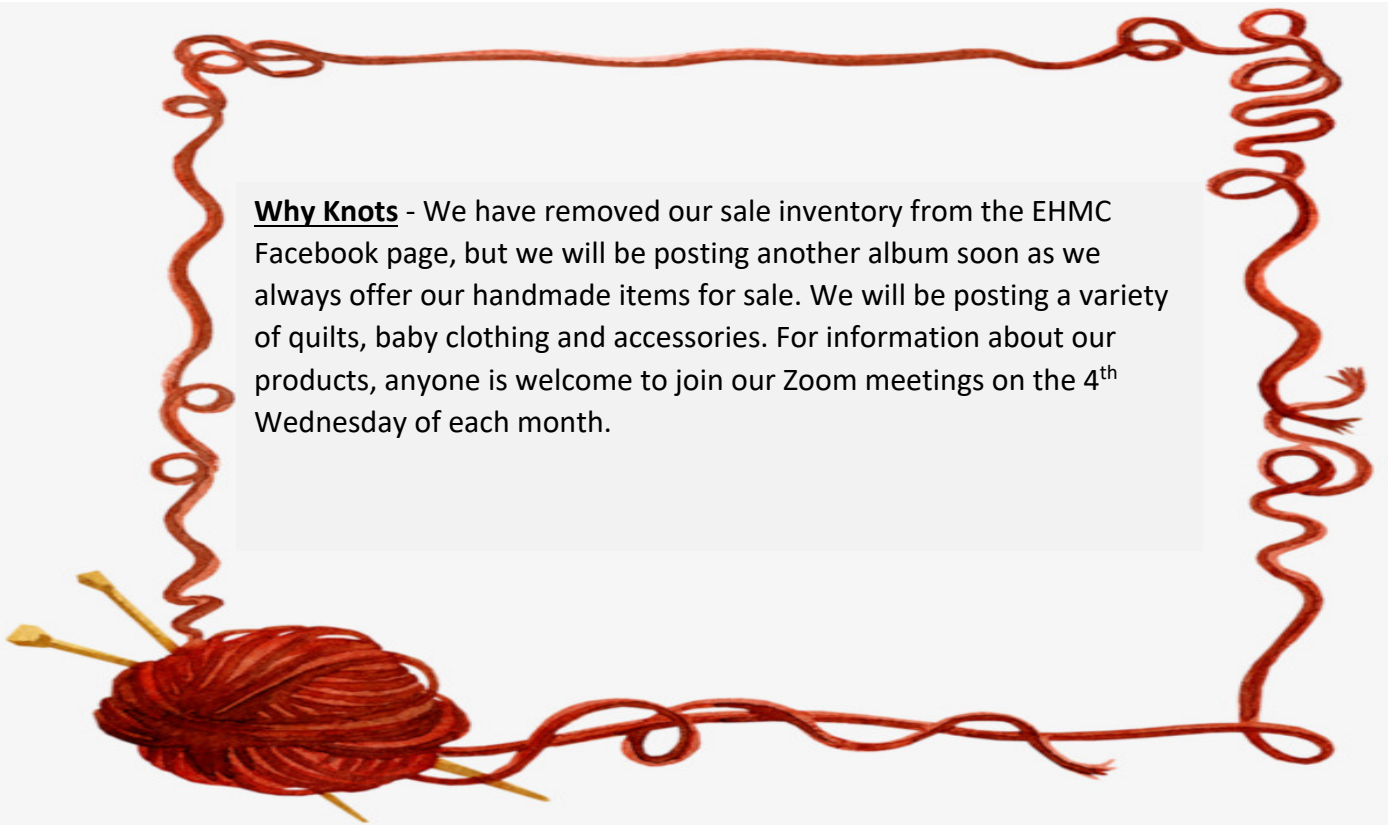 Why Knots - We have removed our sale inventory from the EHMC
Facebook page, but we will be posting another album soon as we
always offer our handmade items for sale. We will be posting a variety
of quilts, baby clothing and accessories. For information about our
products, anyone is welcome to join our Zoom meetings on the 4th
Wednesday of each month.